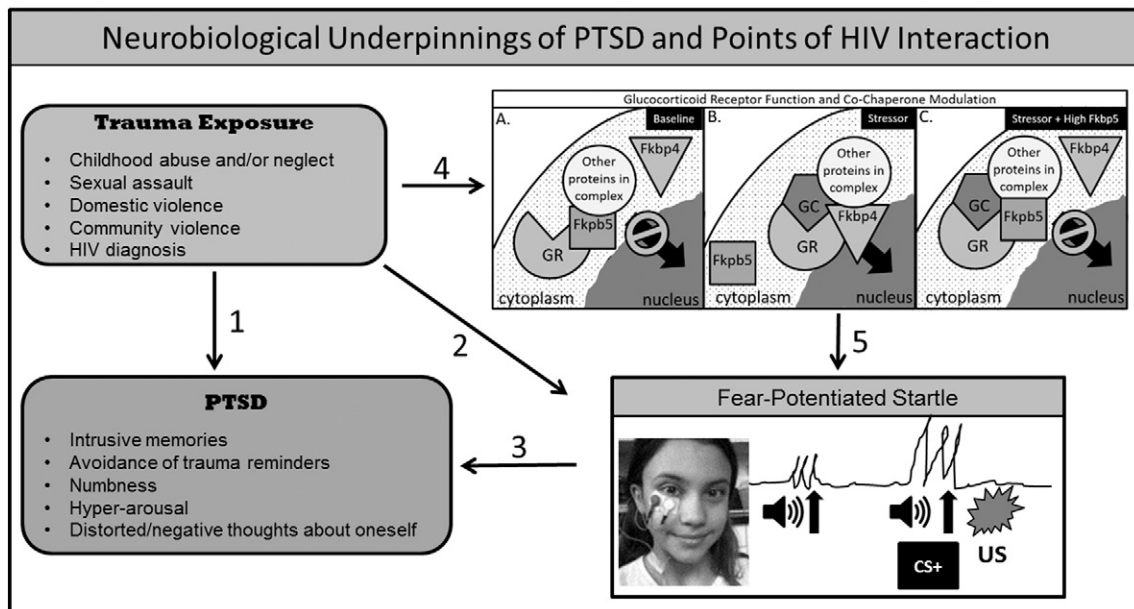 Neurobiological Underpinnings of PTSD and Points of HIV Interaction
Trauma Exposure
• Childhood abuse and/or neglect
• Sexual assault
• Domestic violence
• Community violence
• HIV diagnosis
4
Glucocorticoid Receptor Function and Co-Chaperone Modulation
A.
Baseline
Fkbp4
Other
proteins in
complex
Fkpb5
GR
cytoplasm
nucleus
B.
Stressor
Other
proteins in
complex
GC
Fkbp4
GR
Fkpb5
cytoplasm
nucleus
C.
Stressor + High Fkbp5
Fkbp4
Other
proteins in
complex
GC
Fkpb5
GR
cytoplasm
nucleus
1
2
5
PTSD
• Intrusive memories
• Avoidance of trauma reminders
• Numbness
• Hyper-arousal
• Distorted/negative thoughts about oneself
3
Fear-Potentiated Startle
CS+
US